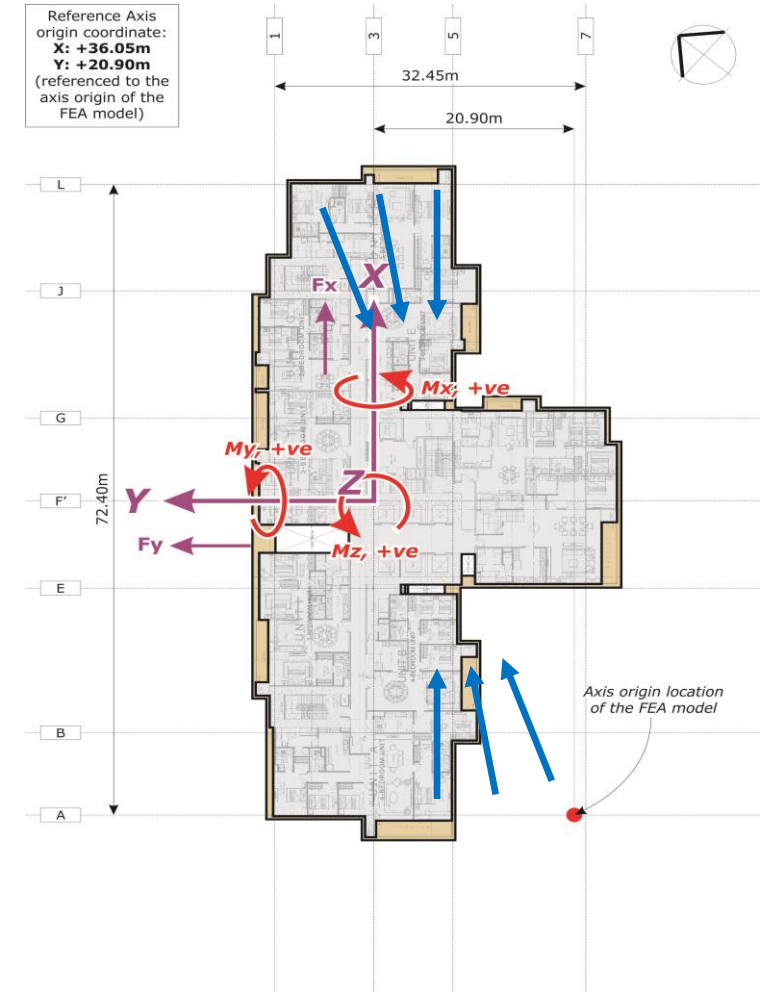 Reference Axis
origin coordinate:
X: +36.05m
Y: +20.90m
(referenced to the
axis origin of the
FEA model)
1
3
5
7
32.45m
20.90m
L
J
G
F'
E
B
A
72.40m
X
Fx
Mx, +ve
My, +ve
Z
Y
Fy
Mz, +ve
Axis origin location
of the FEA model